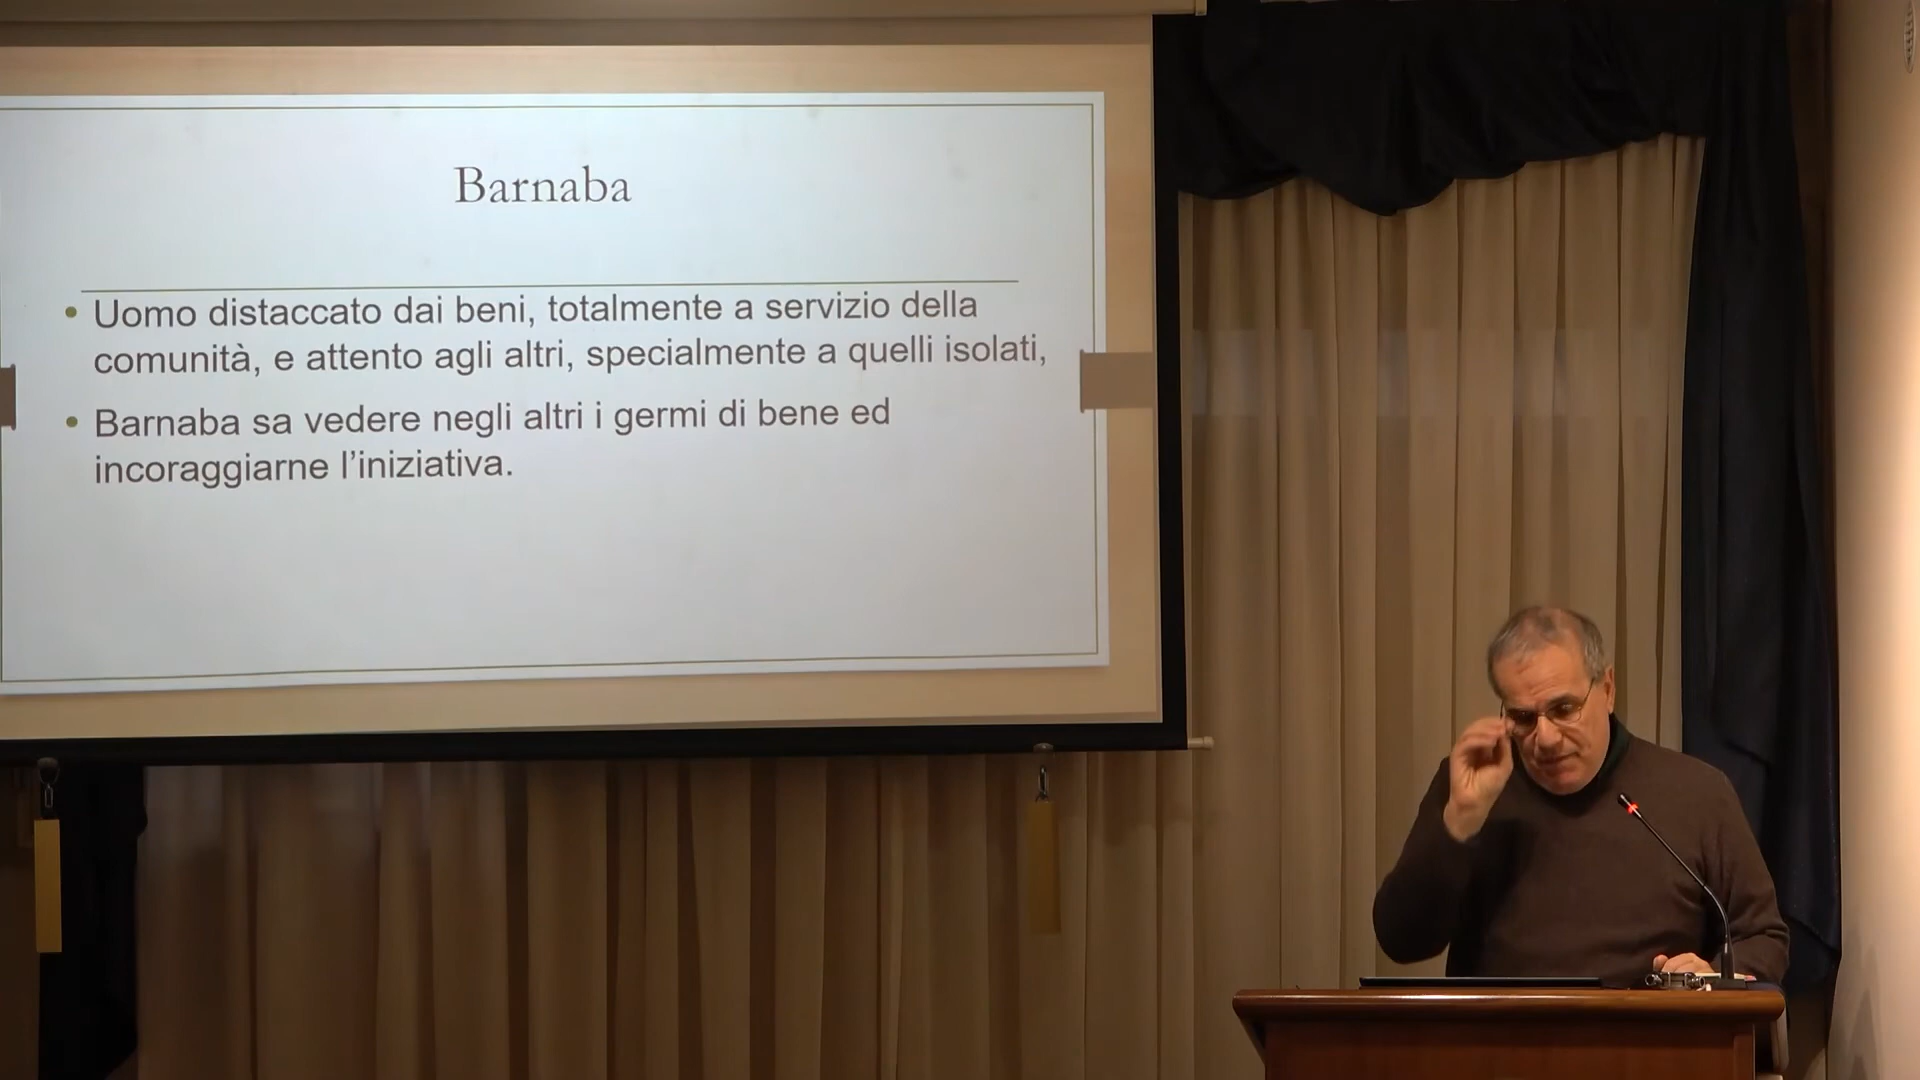 Barnaba
• Uomo distaccato dai beni, totalmente a servizio della
comunità, e attento agli altri, specialmente a quelli isolati,
• Barnaba sa vedere negli altri i germi di bene ed
incoraggiarne l’iniziativa.